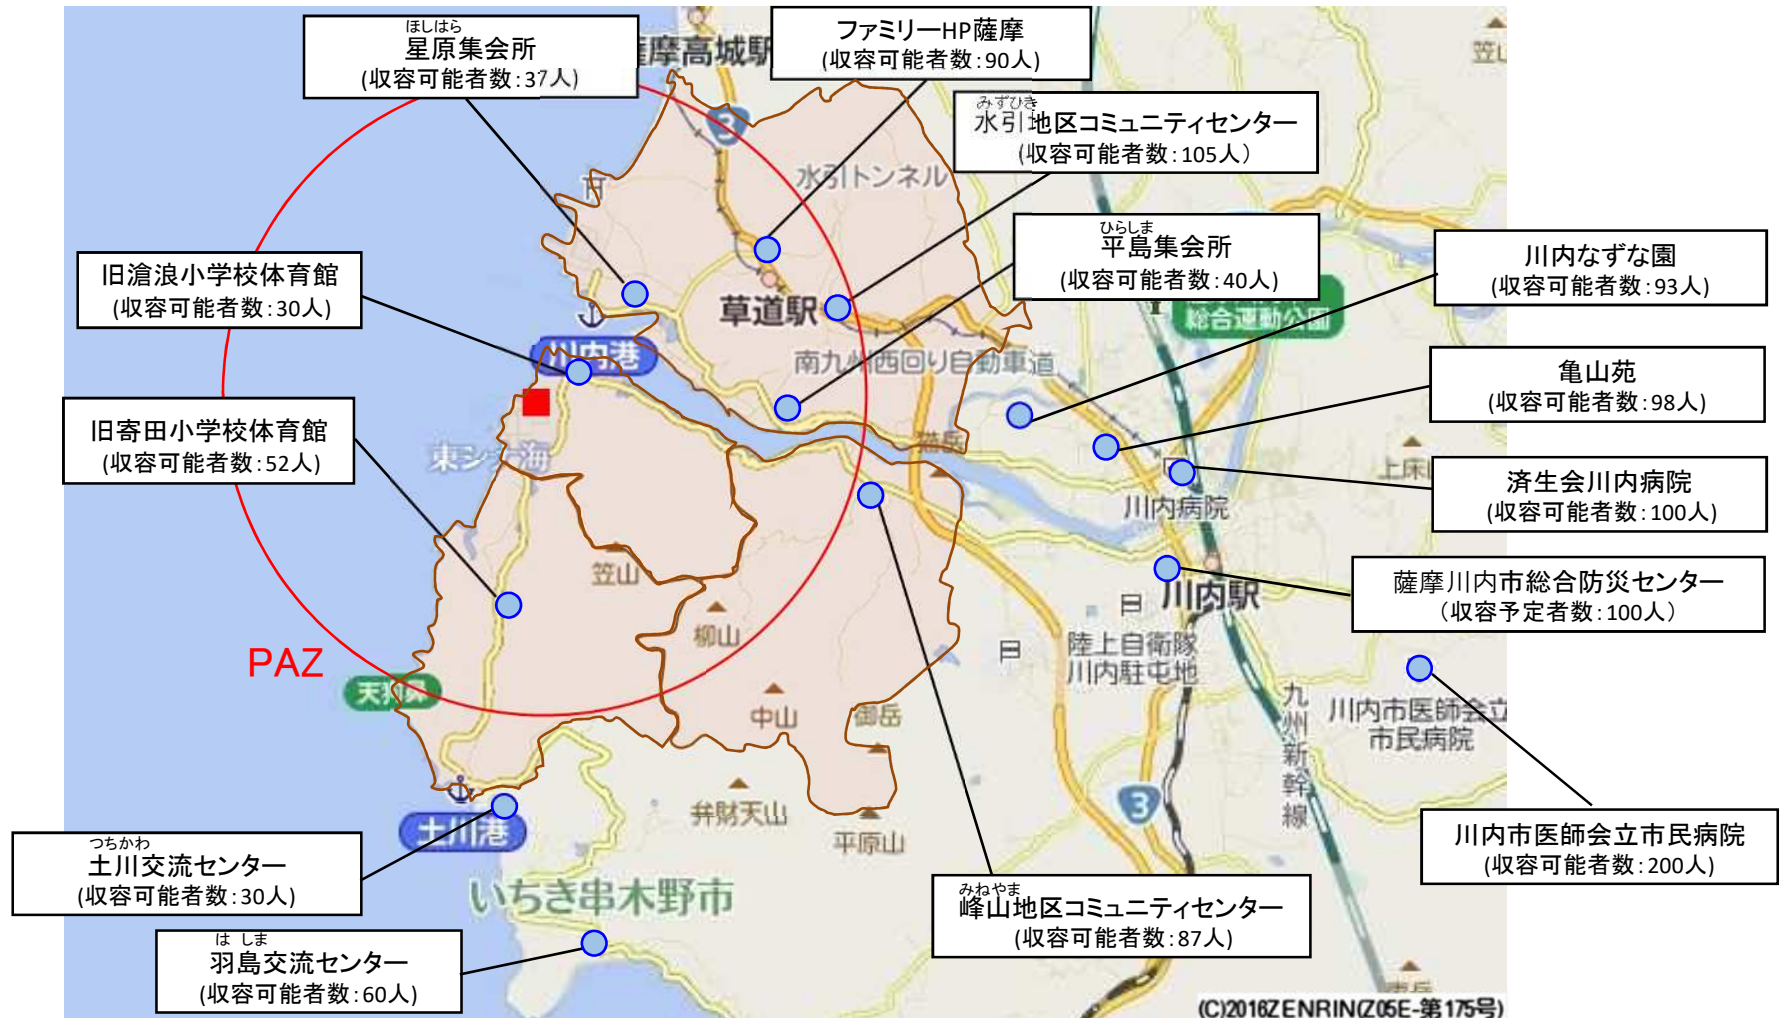 ほしはら
星原集会所
(収容可能者数:37人)
ファミリーHP薩摩
(収容可能者数:90人)
みずひき
水引地区コミュニティセンター
(収容可能者数:105人)
ひらしま
平島集会所
(収容可能者数:40人)
川内なずな園
(収容可能者数:93人)
旧滄浪小学校体育館
(収容可能者数:30人)
亀山苑
(収容可能者数:98人)
旧寄田小学校体育館
(収容可能者数:52人)
済生会川内病院
(収容可能者数:100人)
薩摩川内市総合防災センター
(収容予定者数:100人)
川内市医師会立市民病院
(収容可能者数:200人)
つちかわ
土川交流センター
(収容可能者数:30人)
みねやま
峰山地区コミュニティセンター
(収容可能者数:87人)
は しま
羽島交流センター
(収容可能者数:60人)
PAZ
摩高城駅
3
水引トンネル
草道駅
川内港
南九州西回り自動車道
総合運動公園
東シナ海
笠山
柳山
中山
御岳
弁財天山
平原山
土川港
いちき串木野市
川内病院
川内駅
陸上自衛隊
川内駐屯地
九州新幹線
川内市医師会立
市民病院
3
(C)2016ZENRIN(Z05E-第175号)